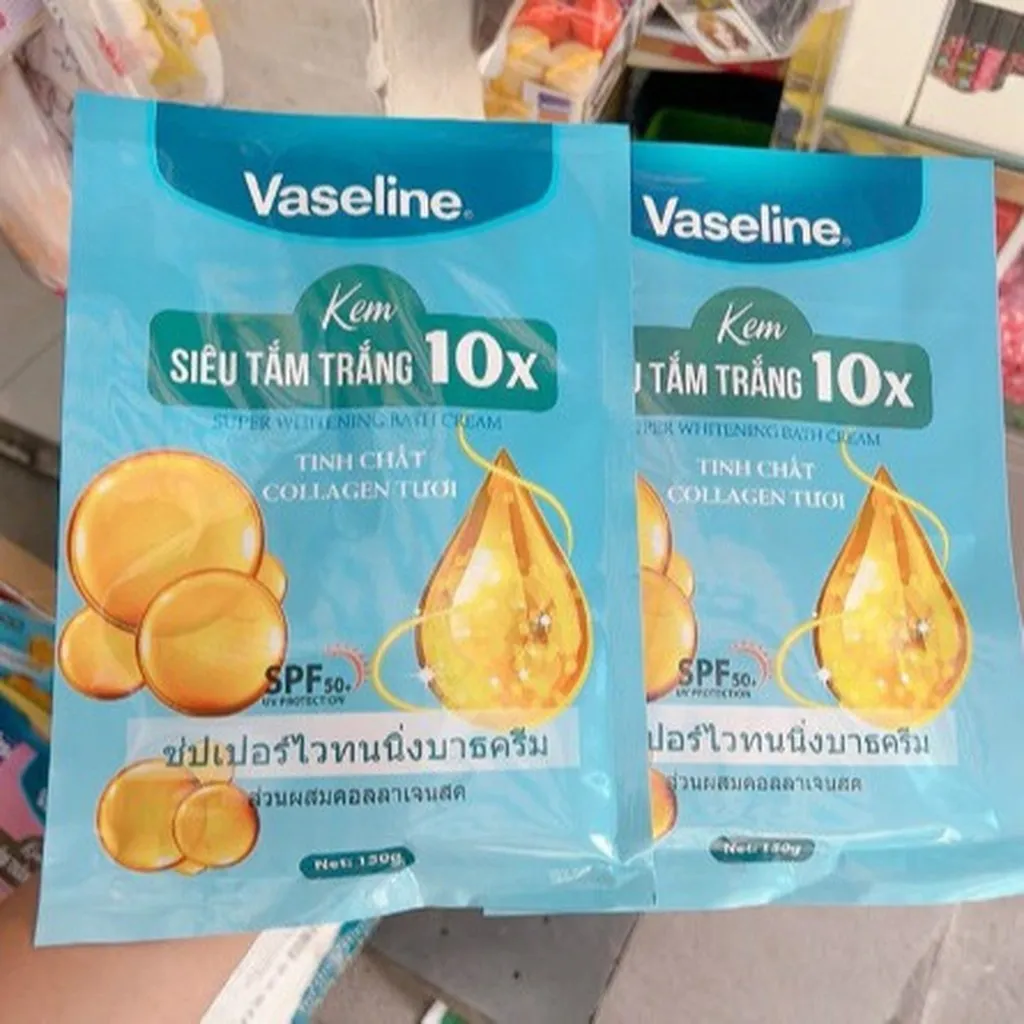 Vaseline
Kem
SIÊU TẮM TRẮNG 10x
SUPER WHITENING BATH CREAM
TINH CHẤT
COLLAGEN TƯƠI
SPF50+
UV PROTECTION
ซุปเปอร์ไวทนนิ่งบาธครีม
ส่วนผสมคอลลาเจนสด
Net: 150g
Vaseline
Kem
TẮM TRẮNG 10x
WHITENING BATH CREAM
TINH CHẤT
COLLAGEN TƯƠI
SPF50+
UV PROTECTION
ปอร์ไวทนนิ่งบาธครีม
ส่วนผสมคอลลาเจนสด
Net: 150g